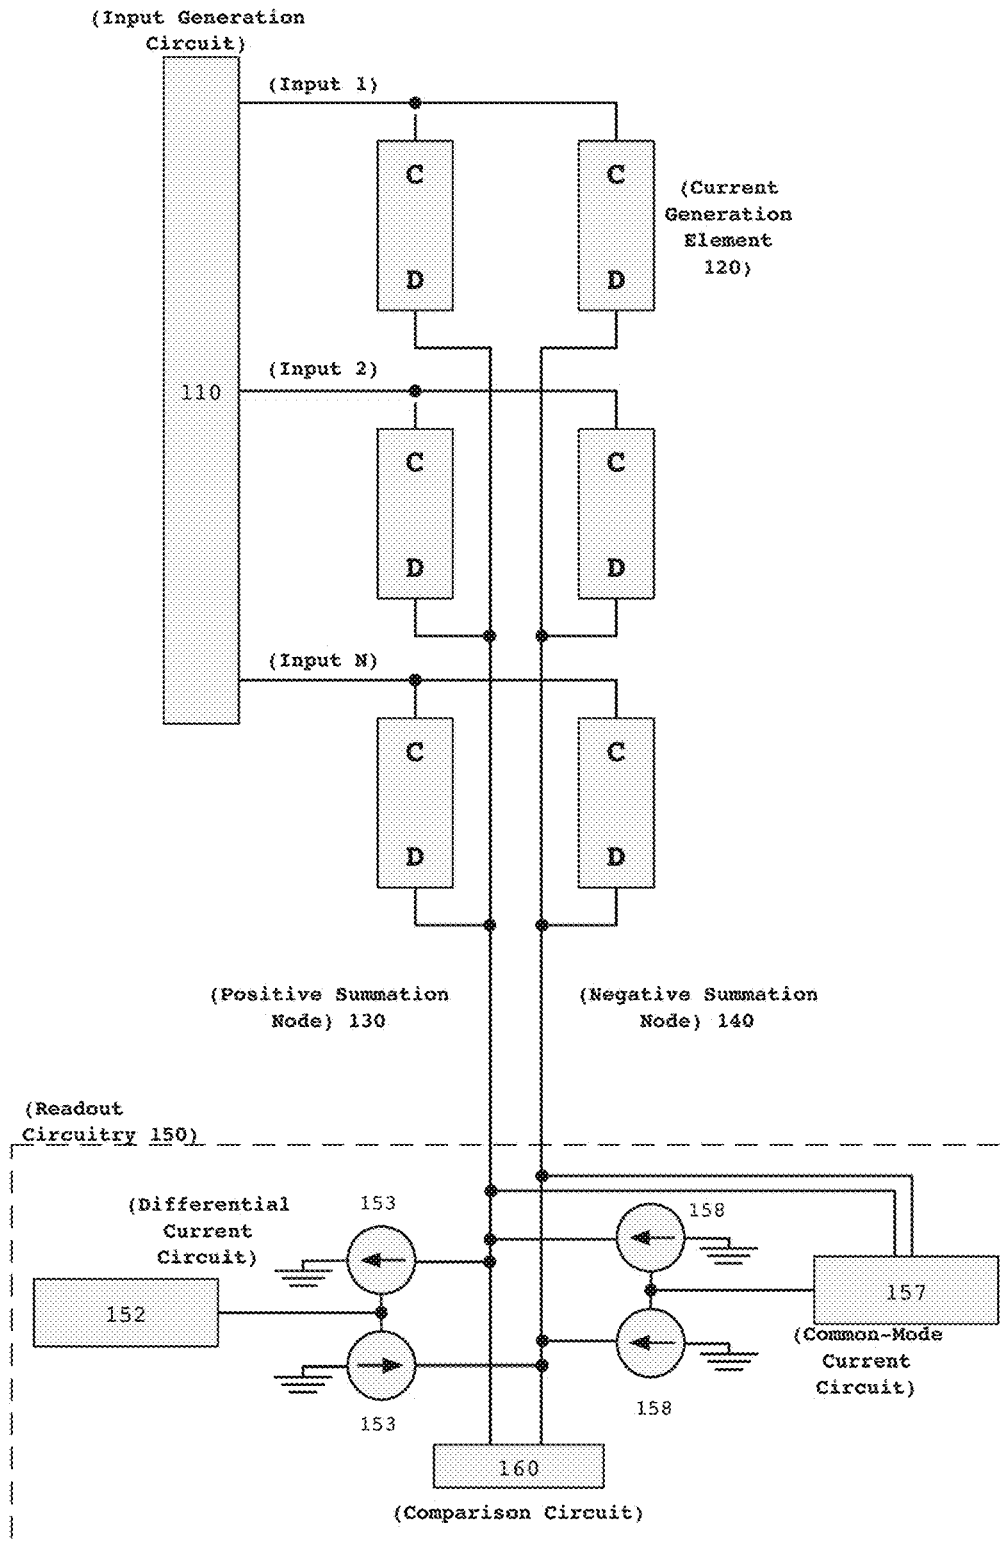 (Input Generation
Circuit)
(Input 1)
C
C
(Current
Generation
Element
120)
D
D
(Input 2)
110
C
C
D
D
(Input N)
C
C
D
D
(Positive Summation
Node) 130
(Negative Summation
Node) 140
(Readout
Circuitry 150)
(Differential
Current
Circuit)
153
158
152
157
(Common-Mode
Current
Circuit)
153
158
160
(Comparison Circuit)